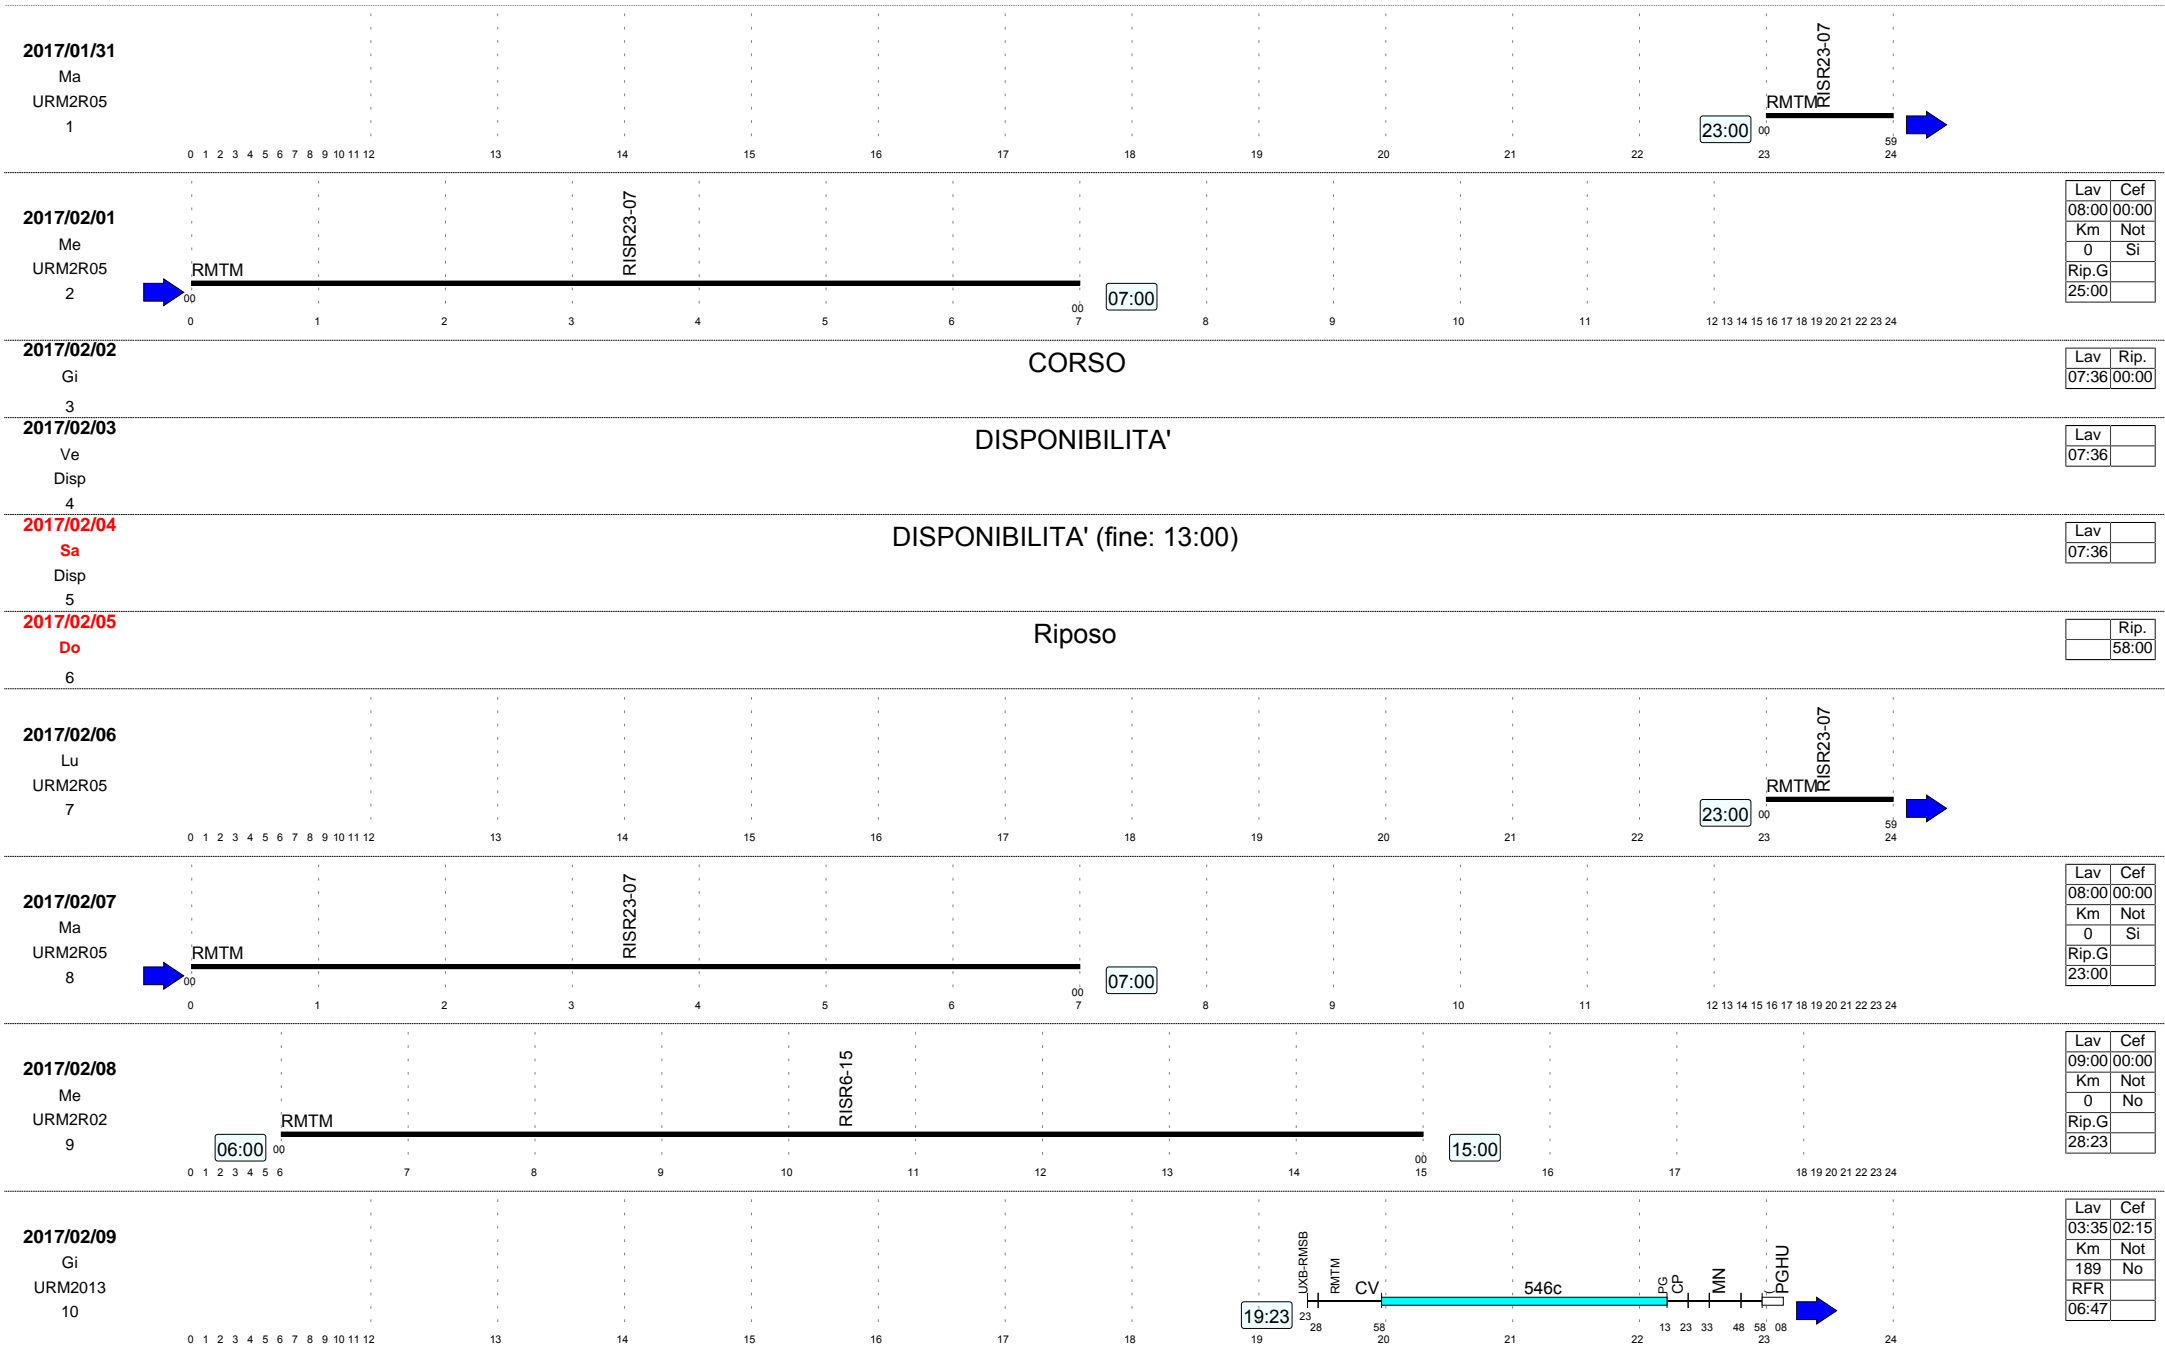 2017/01/31
Ma
URM2R05
1
RMTM
RISR23-07
23:00
00
59
0 1 2 3 4 5 6 7 8 9 10 11 12 13 14 15 16 17 18 19 20 21 22 23 24
2017/02/01
Me
URM2R05
2
RMTM
RISR23-07
00
00
07:00
0 1 2 3 4 5 6 7 8 9 10 11 12 13 14 15 16 17 18 19 20 21 22 23 24
Lav Cef
08:00 00:00
Km Not
0 Si
Rip.G
25:00
2017/02/02
Gi
3
CORSO
Lav Rip.
07:36 00:00
2017/02/03
Ve
Disp
4
DISPONIBILITA'
Lav
07:36
2017/02/04
Sa
Disp
5
DISPONIBILITA' (fine: 13:00)
Lav
07:36
2017/02/05
Do
6
Riposo
Rip.
58:00
2017/02/06
Lu
URM2R05
7
RMTM
RISR23-07
23:00
00
59
0 1 2 3 4 5 6 7 8 9 10 11 12 13 14 15 16 17 18 19 20 21 22 23 24
2017/02/07
Ma
URM2R05
8
RMTM
RISR23-07
00
00
07:00
0 1 2 3 4 5 6 7 8 9 10 11 12 13 14 15 16 17 18 19 20 21 22 23 24
Lav Cef
08:00 00:00
Km Not
0 Si
Rip.G
23:00
2017/02/08
Me
URM2R02
9
RMTM
RISR6-15
06:00
00
00
15:00
0 1 2 3 4 5 6 7 8 9 10 11 12 13 14 15 16 17 18 19 20 21 22 23 24
Lav Cef
09:00 00:00
Km Not
0 No
Rip.G
28:23
2017/02/09
Gi
URM2013
10
19:23
UXB-RMSB
RMTM
CV
546c
PG
CP
MN
PGHU
23 28 58 13 23 33 48 58 08
0 1 2 3 4 5 6 7 8 9 10 11 12 13 14 15 16 17 18 19 20 21 22 23 24
Lav Cef
03:35 02:15
Km Not
189 No
RFR
06:47